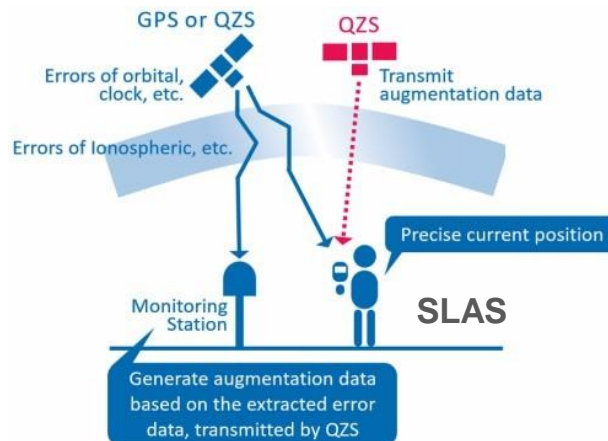 GPS or QZS
QZS
Errors of orbital,
clock, etc.
Transmit
augmentation data
Errors of Ionospheric, etc.
Precise current position
Monitoring
Station
SLAS
Generate augmentation data
based on the extracted error
data, transmitted by QZS